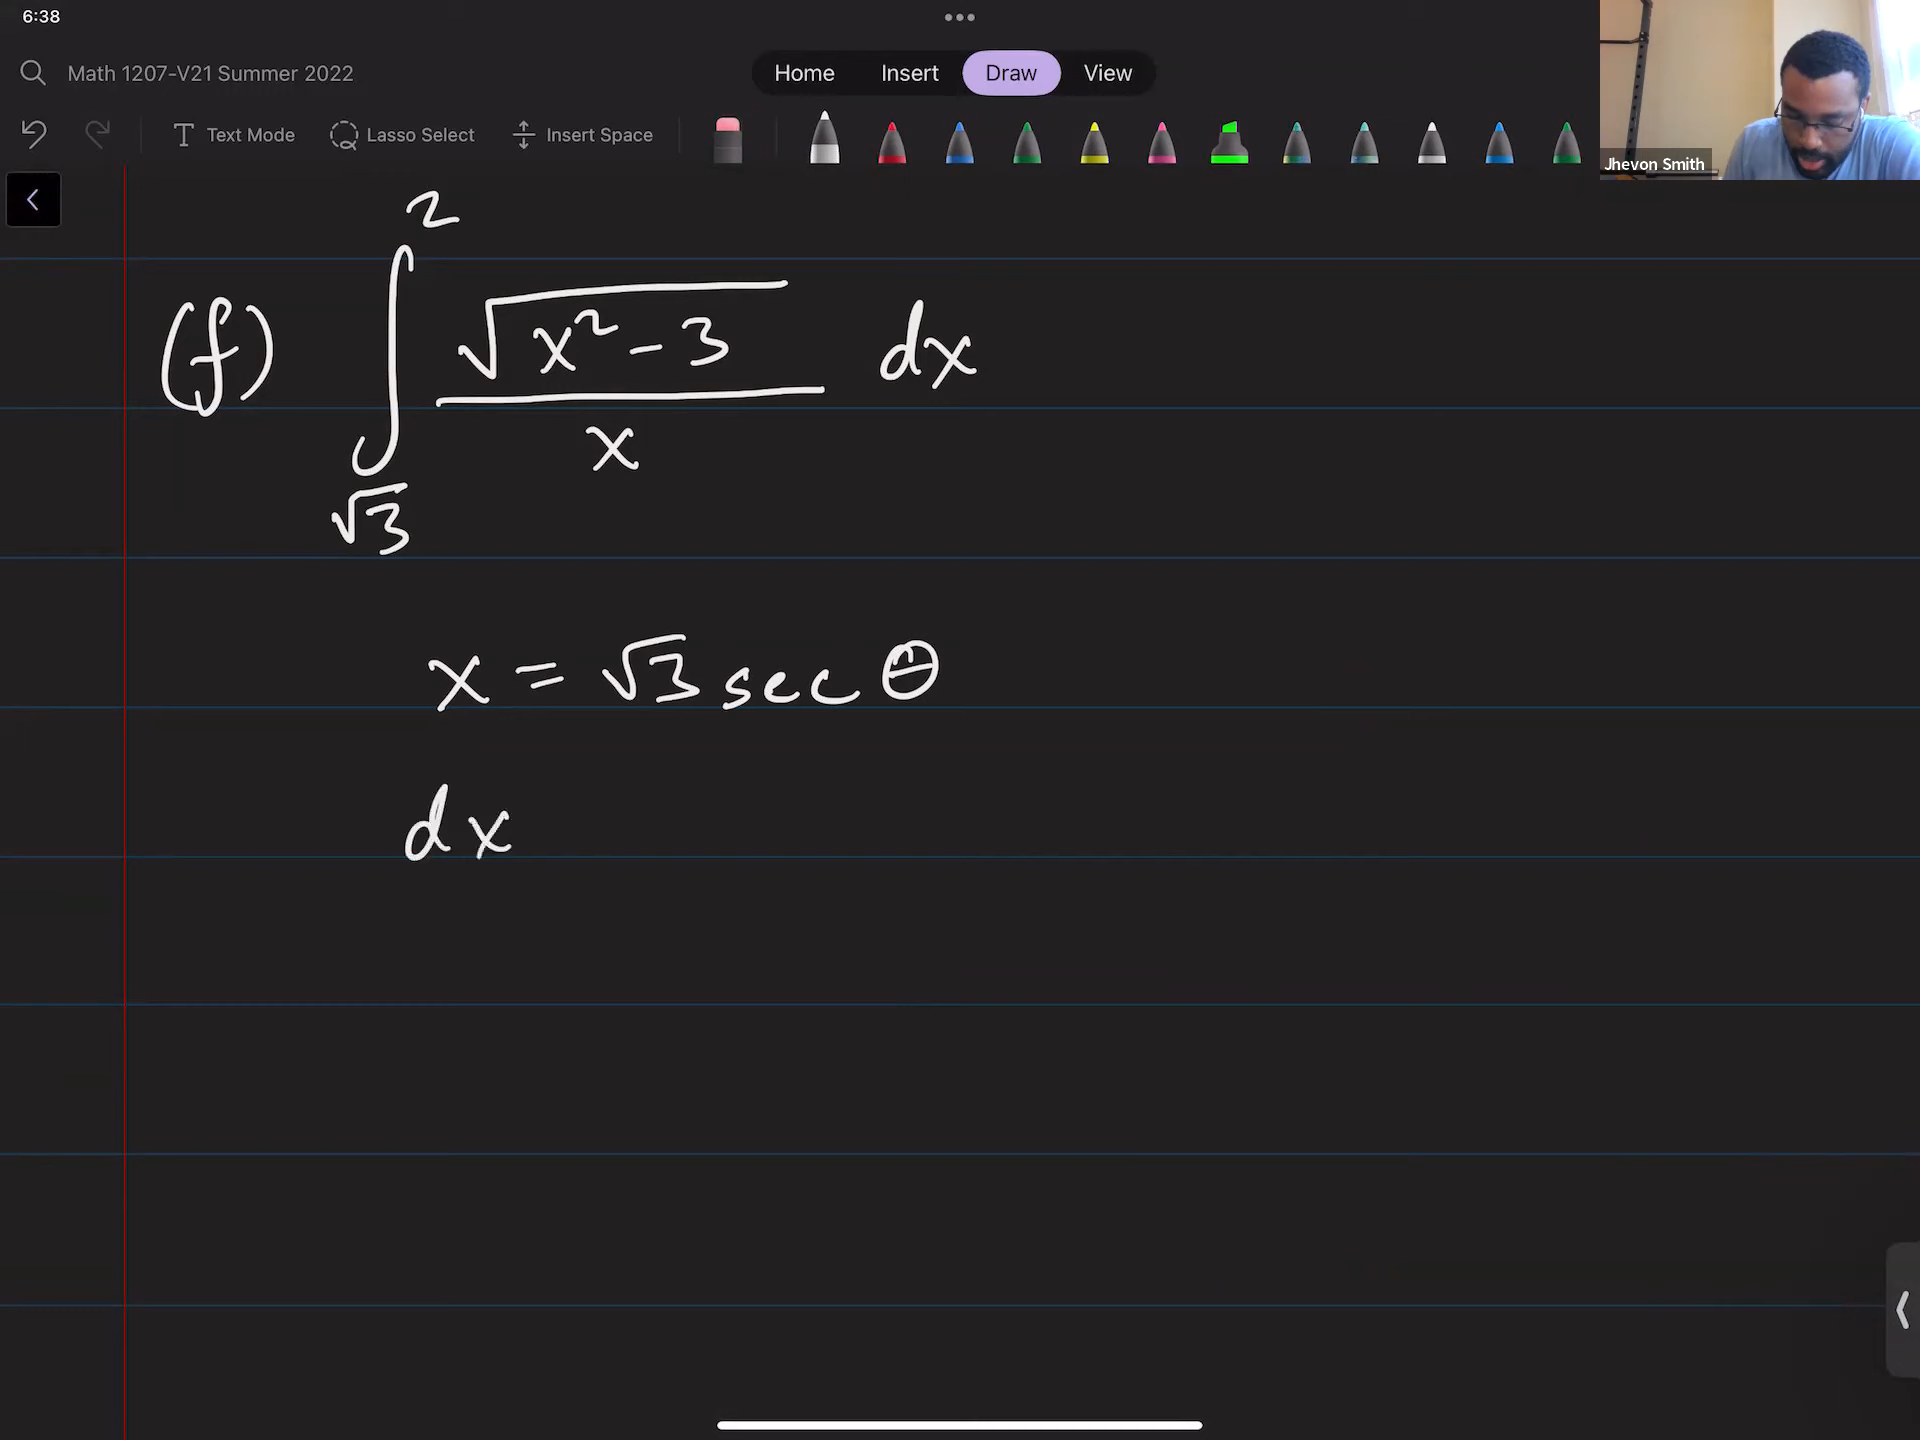 6:38
Math 1207-V21 Summer 2022
Home Insert Draw View
Text Mode Lasso Select Insert Space
Jhevon Smith
(f) ∫_{√3}^{2} √(x² - 3) / x dx
x = √3 sec θ
dx